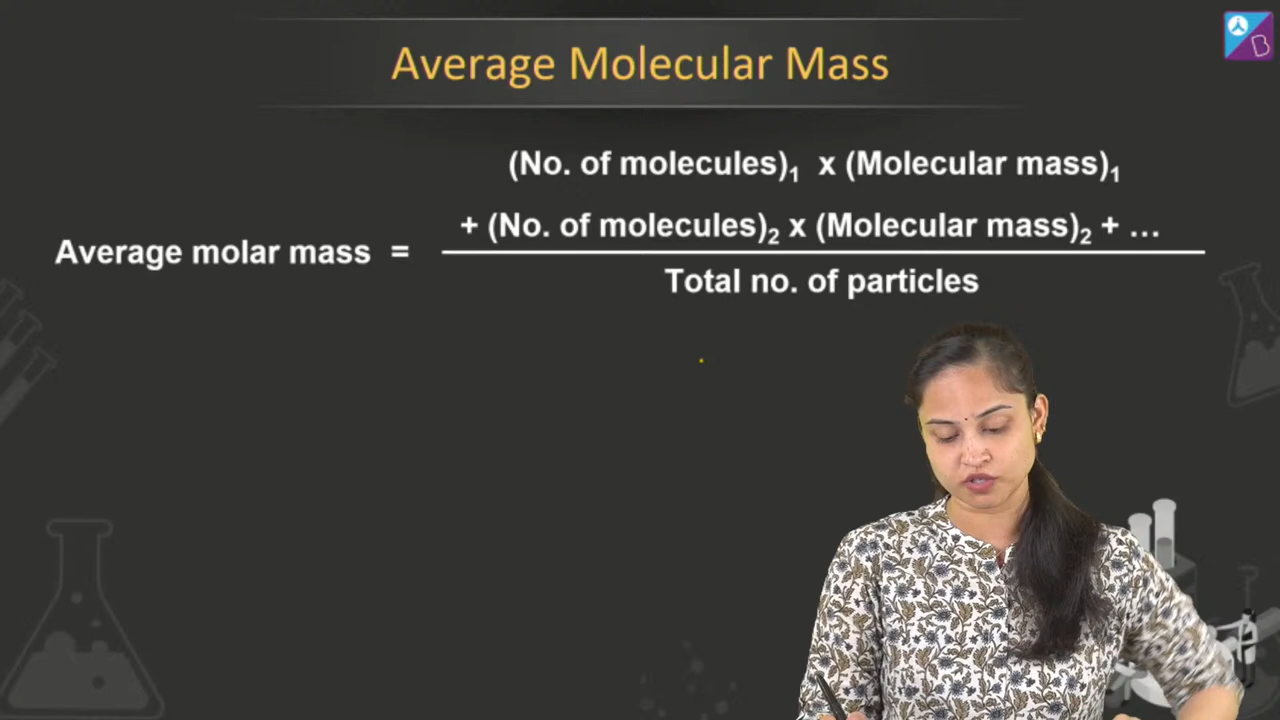 Average Molecular Mass
(No. of molecules)₁ x (Molecular mass)₁
+ (No. of molecules)₂ x (Molecular mass)₂ + ...
Average molar mass =
Total no. of particles
B